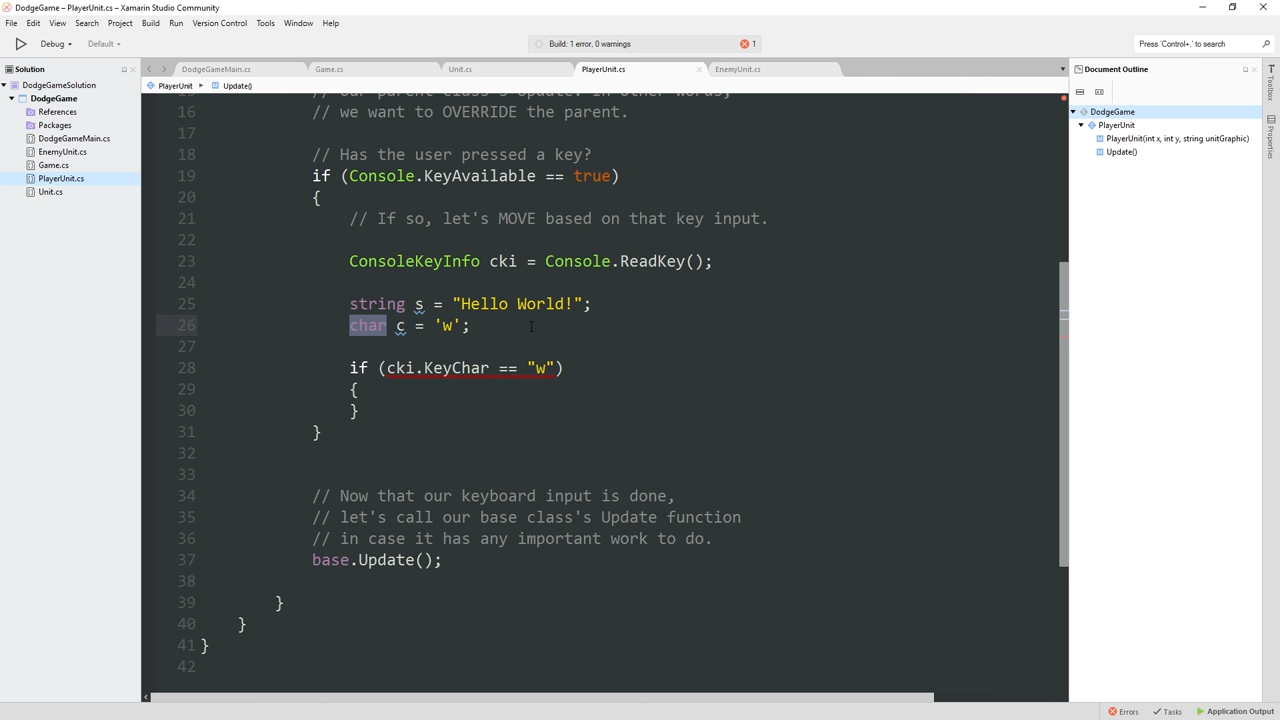 DodgeGame – PlayerUnit.cs – Xamarin Studio Community
File Edit View Search Project Build Run Version Control Tools Window Help
Debug Default Build: 1 error, 0 warnings 1 Press 'Control+,' to search
Solution
DodgeGameSolution
DodgeGame
References
Packages
DodgeGameMain.cs
EnemyUnit.cs
Game.cs
PlayerUnit.cs
Unit.cs
DodgeGameMain.cs Game.cs Unit.cs PlayerUnit.cs EnemyUnit.cs
PlayerUnit Update()
15 // our parent class's Update. In other words,
16 // we want to OVERRIDE the parent.
17
18 // Has the user pressed a key?
19 if (Console.KeyAvailable == true)
20 {
21 // If so, let's MOVE based on that key input.
22
23 ConsoleKeyInfo cki = Console.ReadKey();
24
25 string s = "Hello World!";
26 char c = 'w';
27
28 if (cki.KeyChar == "w")
29 {
30 }
31 }
32
33
34 // Now that our keyboard input is done,
35 // let's call our base class's Update function
36 // in case it has any important work to do.
37 base.Update();
38
39 }
40 }
41 }
42
Document Outline
DodgeGame
PlayerUnit
PlayerUnit(int x, int y, string unitGraphic)
Update()
Toolbox
Properties
Errors Tasks Application Output